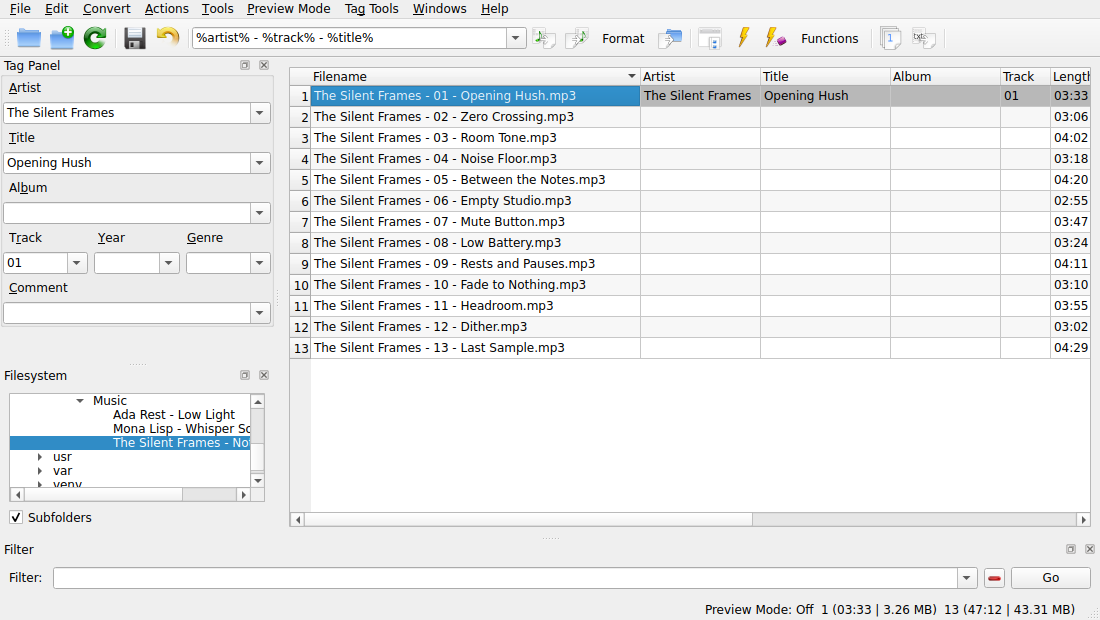 File Edit Convert Actions Tools Preview Mode Tag Tools Windows Help
%artist% - %track% - %title% Format Functions 1 txt
Tag Panel
Artist
The Silent Frames
Title
Opening Hush
Album
Track Year Genre
01
Comment
Filesystem
Music
Ada Rest - Low Light
Mona Lisp - Whisper Sc
The Silent Frames - No
usr
var
venv
Subfolders
Filename Artist Title Album Track Length
1 The Silent Frames - 01 - Opening Hush.mp3 The Silent Frames Opening Hush 01 03:33
2 The Silent Frames - 02 - Zero Crossing.mp3 03:06
3 The Silent Frames - 03 - Room Tone.mp3 04:02
4 The Silent Frames - 04 - Noise Floor.mp3 03:18
5 The Silent Frames - 05 - Between the Notes.mp3 04:20
6 The Silent Frames - 06 - Empty Studio.mp3 02:55
7 The Silent Frames - 07 - Mute Button.mp3 03:47
8 The Silent Frames - 08 - Low Battery.mp3 03:24
9 The Silent Frames - 09 - Rests and Pauses.mp3 04:11
10 The Silent Frames - 10 - Fade to Nothing.mp3 03:10
11 The Silent Frames - 11 - Headroom.mp3 03:55
12 The Silent Frames - 12 - Dither.mp3 03:02
13 The Silent Frames - 13 - Last Sample.mp3 04:29
Filter
Filter: Go
Preview Mode: Off 1 (03:33 | 3.26 MB) 13 (47:12 | 43.31 MB)